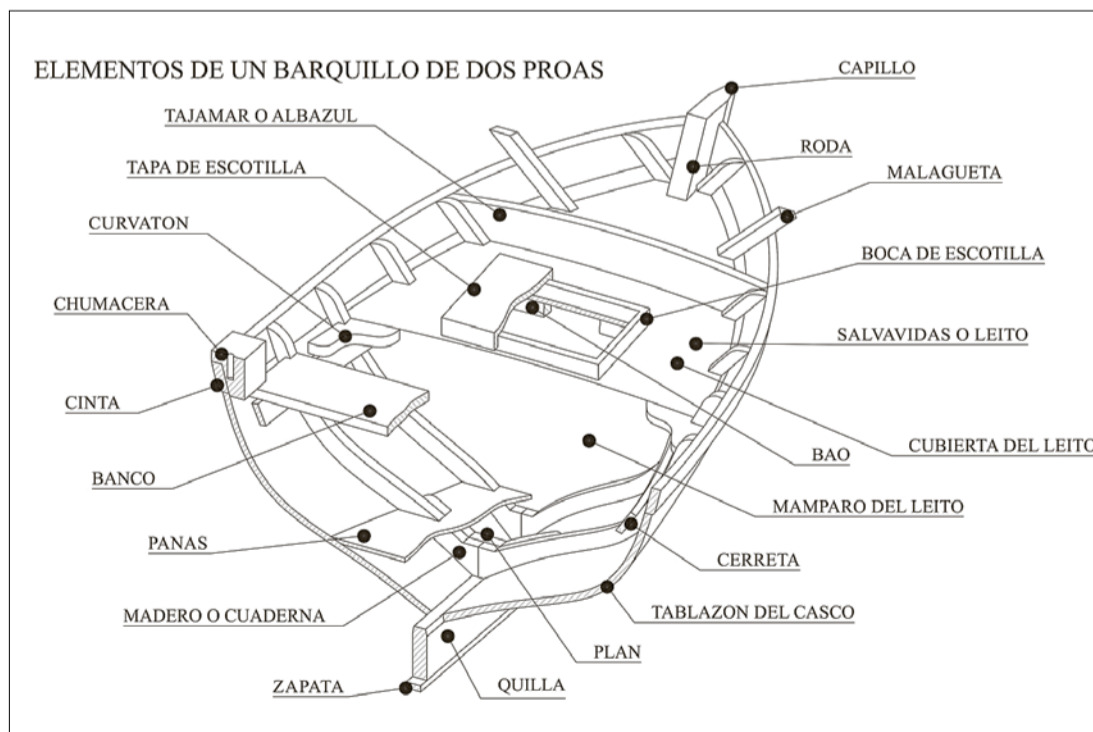 ELEMENTOS DE UN BARQUILLO DE DOS PROAS
CAPILLO
TAJAMAR O ALBAZUL
RODA
TAPA DE ESCOTILLA
MALAGUETA
CURVATON
BOCA DE ESCOTILLA
CHUMACERA
SALVAVIDAS O LEITO
CINTA
CUBIERTA DEL LEITO
BAO
BANCO
MAMPARO DEL LEITO
PANAS
CERRETA
MADERO O CUADERNA
TABLAZON DEL CASCO
PLAN
ZAPATA
QUILLA